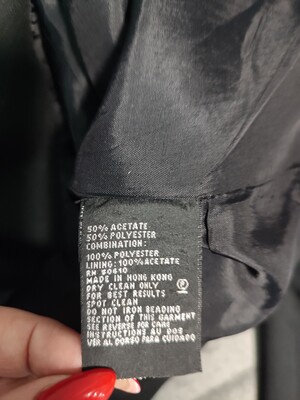 50% ACETATE
50% POLYESTER
COMBINATION:
100% POLYESTER
LINING: 100% ACETATE
RN 30610
MADE IN HONG KONG
DRY CLEAN ONLY
FOR BEST RESULTS
SPOT CLEAN
DO NOT IRON BEADING
SECTION OF THIS GARMENT
SEE REVERSE FOR CARE
INSTRUCTIONS AU DOS
VER AL DORSO PARA CUIDADO